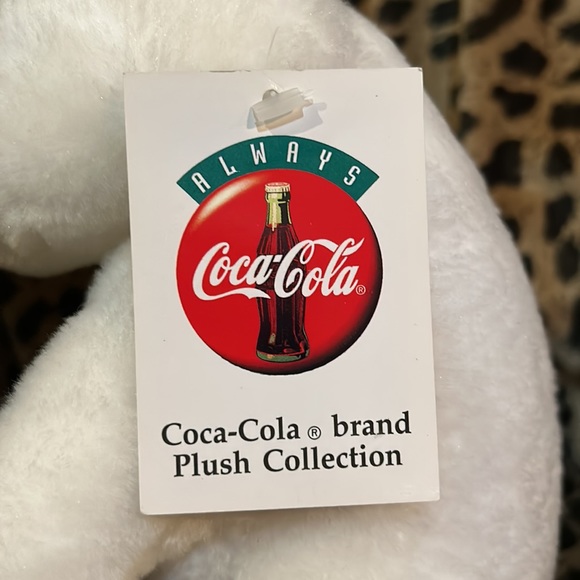 ALWAYS
Coca-Cola®
Coca-Cola ® brand
Plush Collection